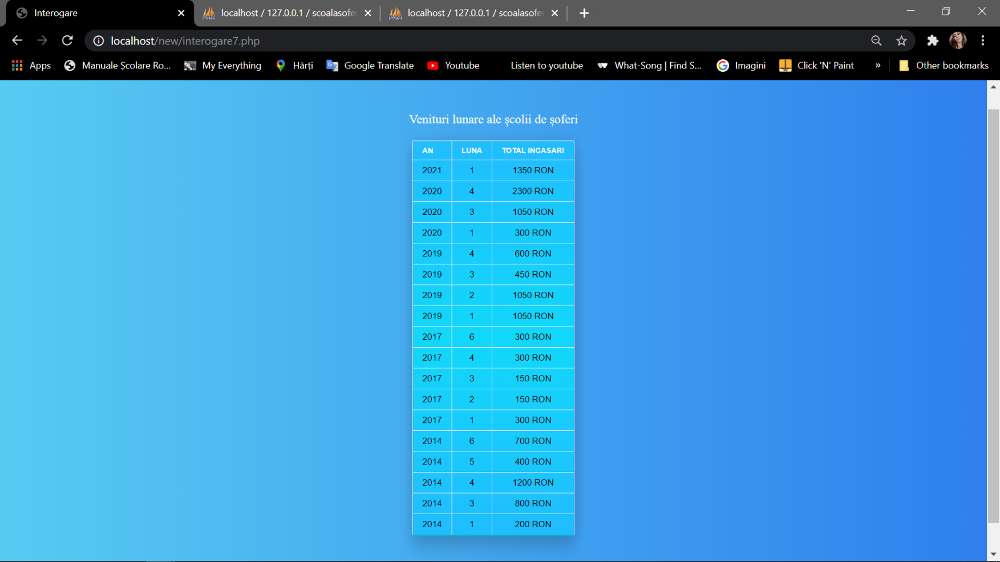 Interogare
localhost / 127.0.0.1 / scoalasofe
localhost / 127.0.0.1 / scoalasofe
localhost/new/interogare7.php
Apps Manuale Școlare Ro... My Everything Hărți Google Translate Youtube Listen to youtube What-Song | Find S... Imagini Click 'N' Paint » Other bookmarks
Venituri lunare ale școlii de șoferi
AN LUNA TOTAL INCASARI
2021 1 1350 RON
2020 4 2300 RON
2020 3 1050 RON
2020 1 300 RON
2019 4 600 RON
2019 3 450 RON
2019 2 1050 RON
2019 1 1050 RON
2017 6 300 RON
2017 4 300 RON
2017 3 150 RON
2017 2 150 RON
2017 1 300 RON
2014 6 700 RON
2014 5 400 RON
2014 4 1200 RON
2014 3 800 RON
2014 1 200 RON